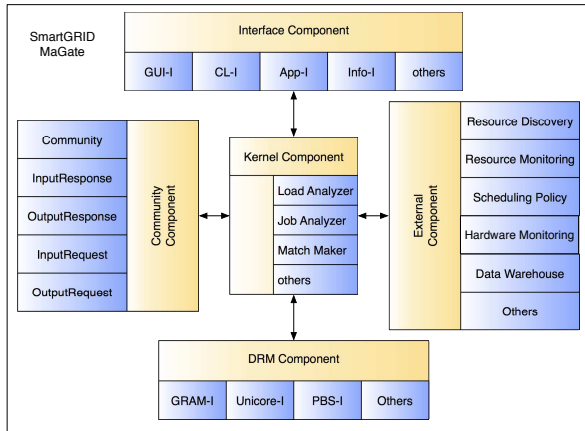 SmartGRID
MaGate
Interface Component
GUI-I
CL-I
App-I
Info-I
others
Community
InputResponse
OutputResponse
InputRequest
OutputRequest
Community
Component
Kernel Component
Load Analyzer
Job Analyzer
Match Maker
others
External
Component
Resource Discovery
Resource Monitoring
Scheduling Policy
Hardware Monitoring
Data Warehouse
Others
DRM Component
GRAM-I
Unicore-I
PBS-I
Others